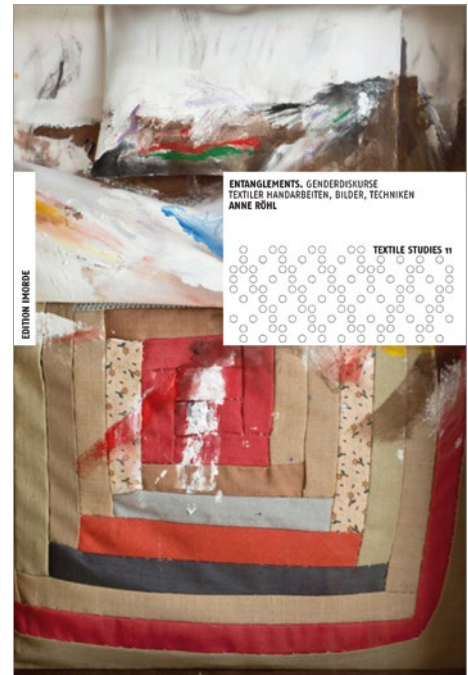 ENTANGLEMENTS. GENDERDISKURSE
TEXTILER HANDARBEITEN, BILDER, TECHNIKEN
ANNE RÖHL
TEXTILE STUDIES 11
EDITION IMORDE